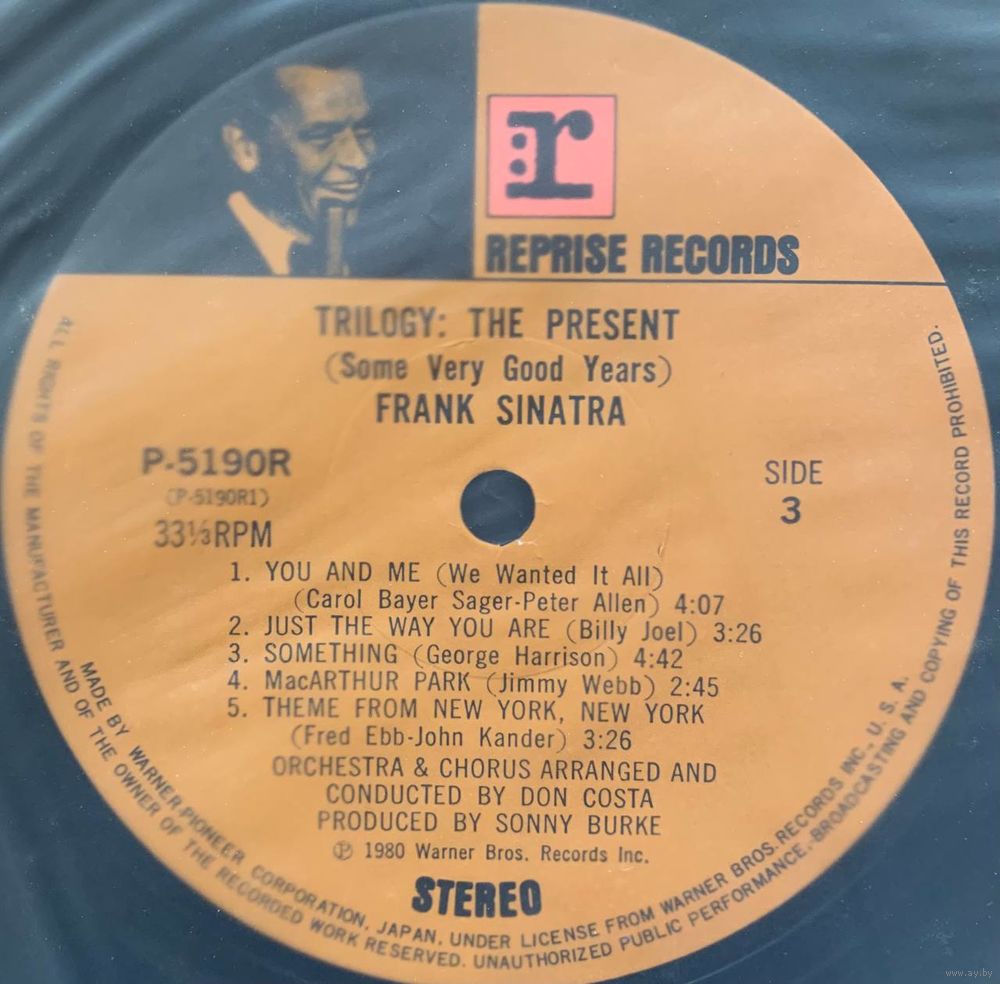 r
REPRISE RECORDS
TRILOGY: THE PRESENT
(Some Very Good Years)
FRANK SINATRA
P-5190R
(P-5190R1)
33⅓RPM
SIDE
3
1. YOU AND ME (We Wanted It All)
(Carol Bayer Sager-Peter Allen) 4:07
2. JUST THE WAY YOU ARE (Billy Joel) 3:26
3. SOMETHING (George Harrison) 4:42
4. MacARTHUR PARK (Jimmy Webb) 2:45
5. THEME FROM NEW YORK, NEW YORK
(Fred Ebb-John Kander) 3:26
ORCHESTRA & CHORUS ARRANGED AND
CONDUCTED BY DON COSTA
PRODUCED BY SONNY BURKE
℗ 1980 Warner Bros. Records Inc.
STEREO
MADE BY WARNER-PIONEER CORPORATION, JAPAN, UNDER LICENSE FROM WARNER BROS. RECORDS INC., U. S. A.
ALL RIGHTS OF THE MANUFACTURER AND OF THE OWNER OF THE RECORDED WORK RESERVED. UNAUTHORIZED PUBLIC PERFORMANCE, BROADCASTING AND COPYING OF THIS RECORD PROHIBITED.
www.ay.by